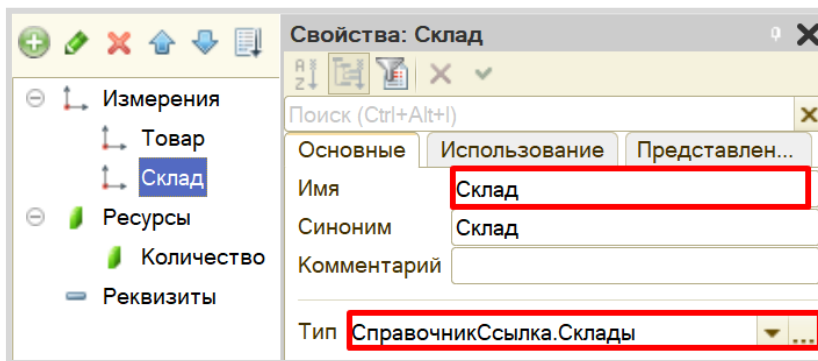 Свойства: Склад
Поиск (Ctrl+Alt+I)
Основные Использование Представлен...
Имя Склад
Синоним Склад
Комментарий
Тип СправочникСсылка.Склады ...
Измерения
Товар
Склад
Ресурсы
Количество
Реквизиты